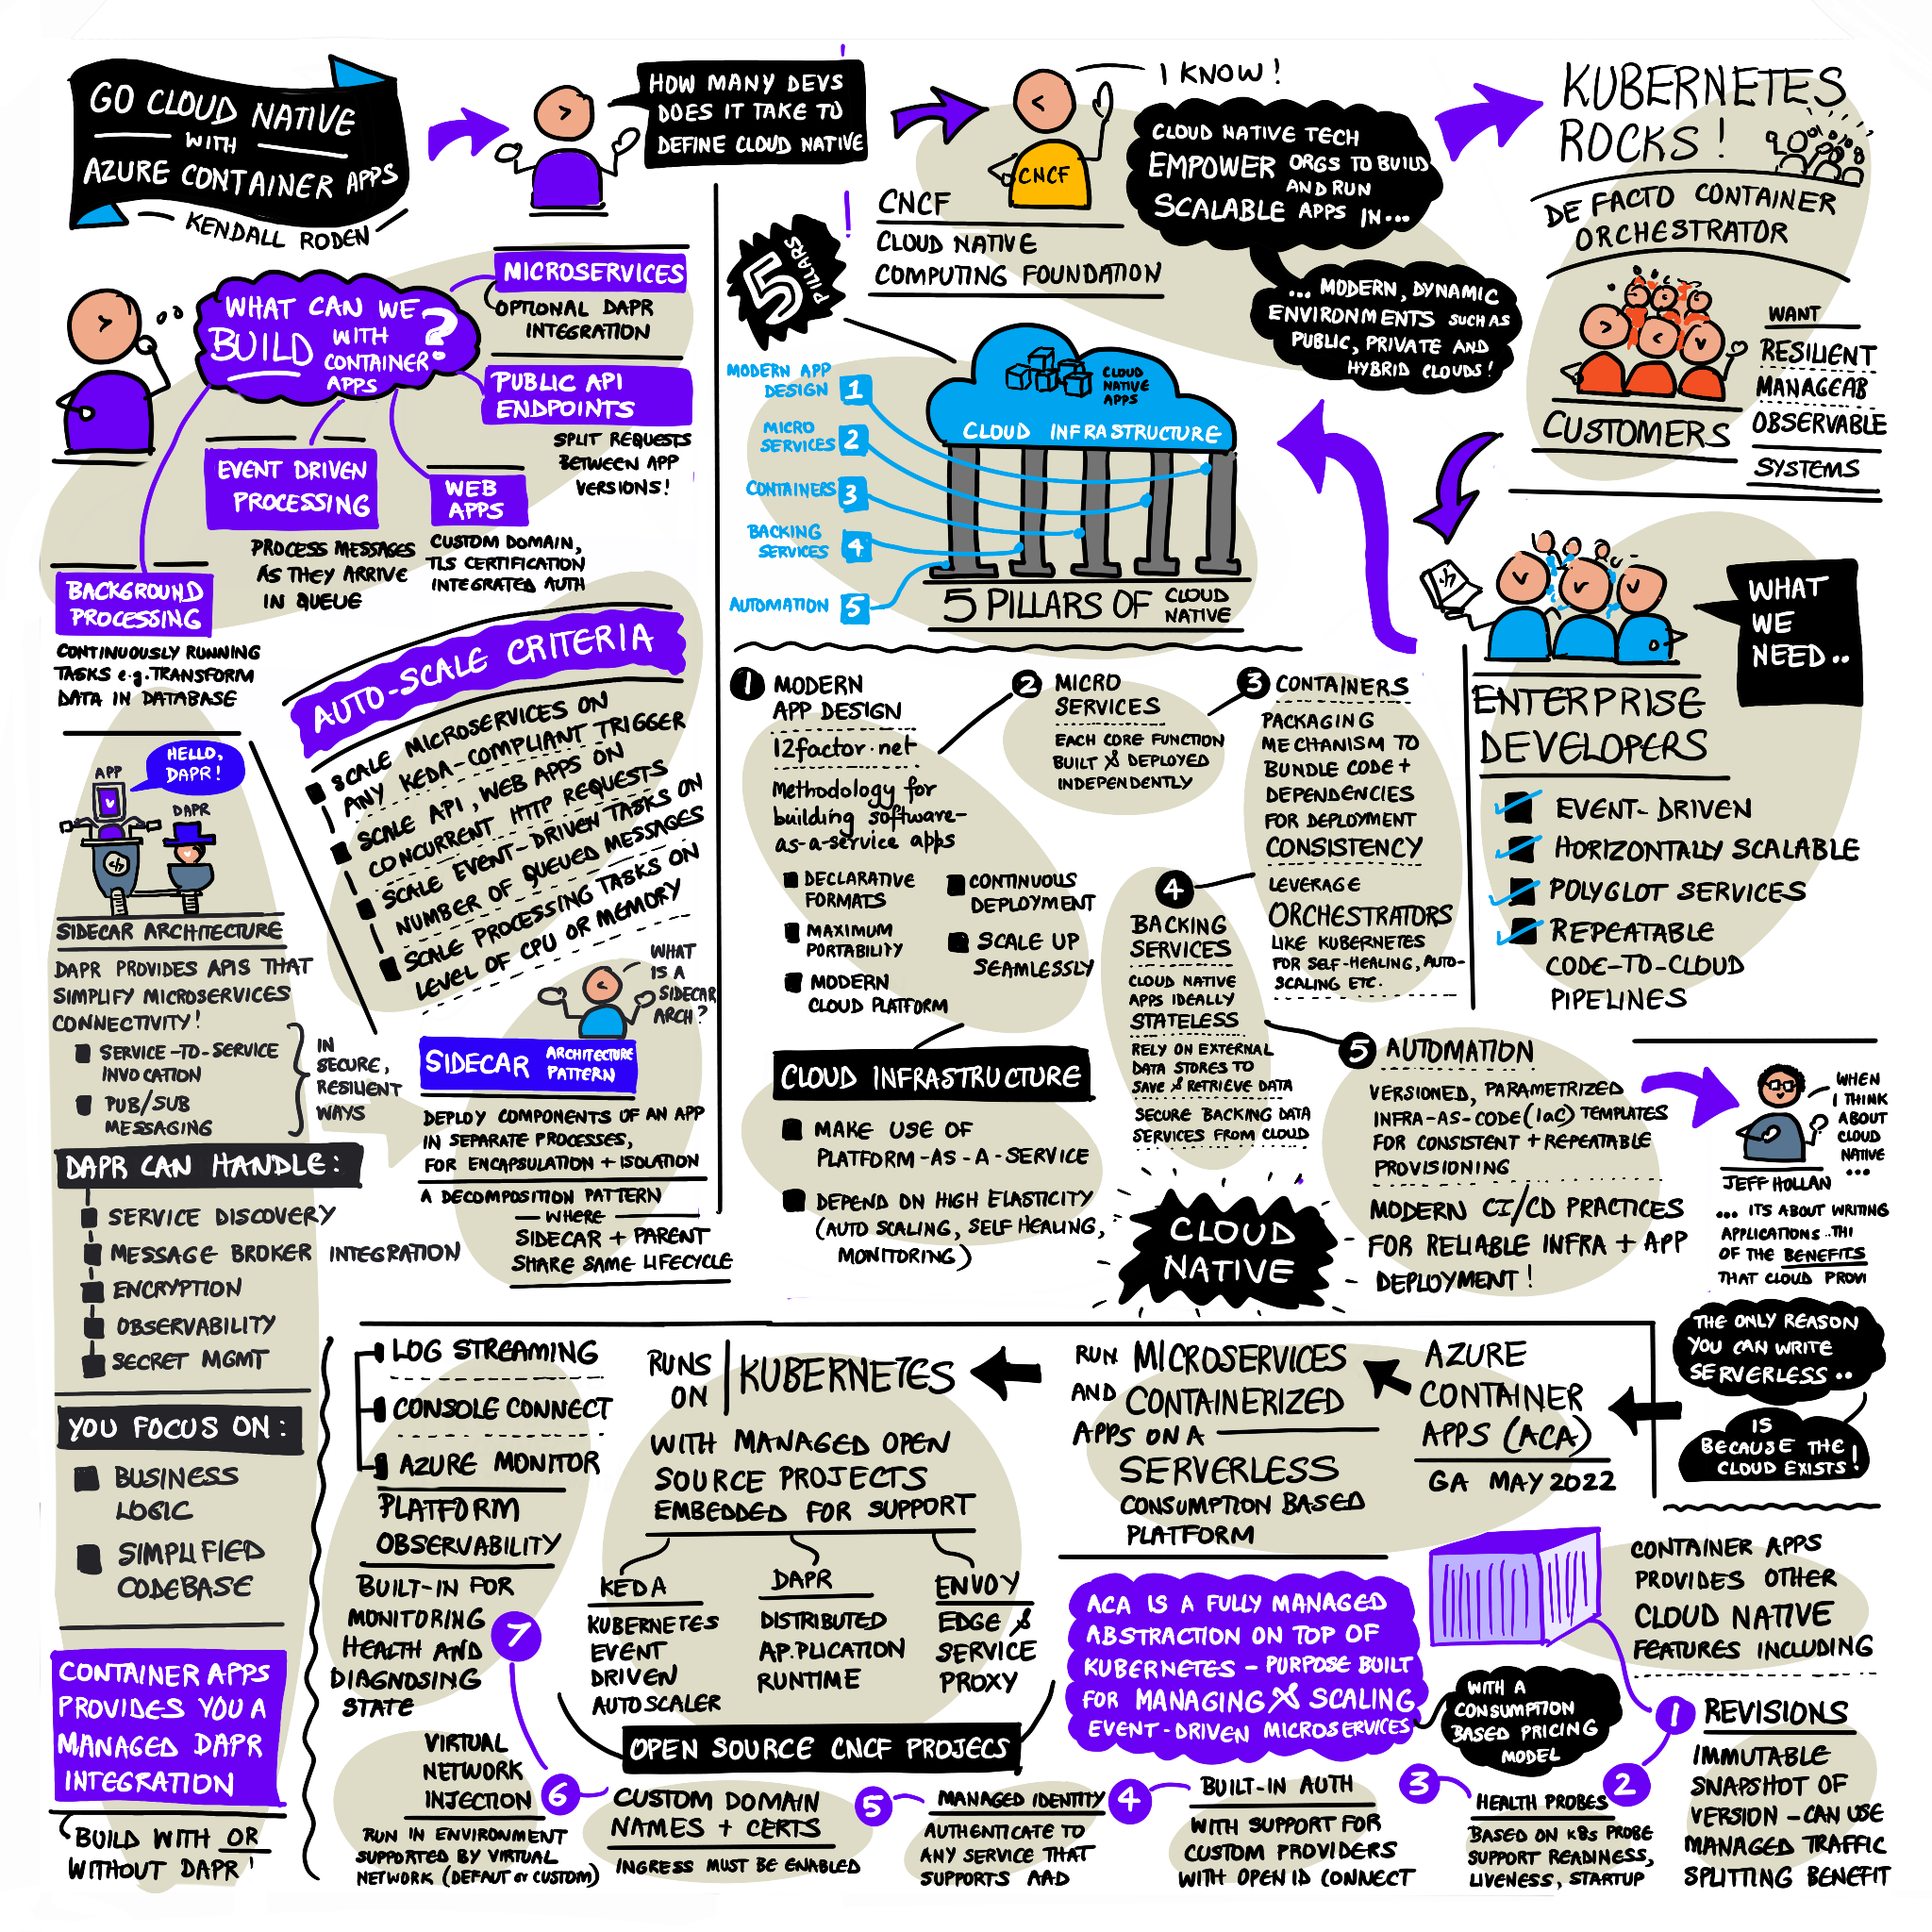 GO CLOUD NATIVE
WITH
AZURE CONTAINER APPS
KENDALL RODEN
HOW MANY DEVS
DOES IT TAKE TO
DEFINE CLOUD NATIVE
I KNOW!
CNCF
CNCF
CLOUD NATIVE
COMPUTING FOUNDATION
CLOUD NATIVE TECH
EMPOWER ORGS TO BUILD
AND RUN
SCALABLE APPS IN...
... MODERN, DYNAMIC
ENVIRONMENTS SUCH AS
PUBLIC, PRIVATE AND
HYBRID CLOUDS!
KUBERNETES
ROCKS!
DE FACTO CONTAINER
ORCHESTRATOR
CUSTOMERS
WANT
RESILIENT
MANAGEAB
OBSERVABLE
SYSTEMS
WHAT
WE
NEED..
ENTERPRISE
DEVELOPERS
EVENT-DRIVEN
HORIZONTALLY SCALABLE
POLYGLOT SERVICES
REPEATABLE
CODE-TO-CLOUD
PIPELINES
5 PILLARS
CLOUD
NATIVE
APPS
CLOUD INFRASTRUCTURE
MODERN APP
DESIGN 1
MICRO
SERVICES 2
CONTAINERS 3
BACKING
SERVICES 4
AUTOMATION 5
5 PILLARS OF CLOUD
NATIVE
1 MODERN
APP DESIGN
12factor.net
Methodology for
building software-
as-a-service apps
DECLARATIVE
FORMATS
MAXIMUM
PORTABILITY
MODERN
CLOUD PLATFORM
CONTINUOUS
DEPLOYMENT
SCALE UP
SEAMLESSLY
CLOUD INFRASTRUCTURE
MAKE USE OF
PLATFORM-AS-A-SERVICE
DEPEND ON HIGH ELASTICITY
(AUTO SCALING, SELF HEALING,
MONITORING)
2 MICRO
SERVICES
EACH CORE FUNCTION
BUILT & DEPLOYED
INDEPENDENTLY
3 CONTAINERS
PACKAGING
MECHANISM TO
BUNDLE CODE+
DEPENDENCIES
FOR DEPLOYMENT
CONSISTENCY
LEVERAGE
ORCHESTRATORS
LIKE KUBERNETES
FOR SELF-HEALING, AUTO-
SCALING ETC.
4
BACKING
SERVICES
CLOUD NATIVE
APPS IDEALLY
STATELESS
RELY ON EXTERNAL
DATA STORES TO
SAVE & RETRIEVE DATA
SECURE BACKING DATA
SERVICES FROM CLOUD
5 AUTOMATION
VERSIONED, PARAMETRIZED
INFRA-AS-CODE (IaC) TEMPLATES
FOR CONSISTENT + REPEATABLE
PROVISIONING
MODERN CI/CD PRACTICES
FOR RELIABLE INFRA + APP
DEPLOYMENT!
CLOUD
NATIVE
WHEN
I THINK
ABOUT
CLOUD
NATIVE
...
JEFF HOLLAN
... ITS ABOUT WRITING
APPLICATIONS..THI
OF THE BENEFITS
THAT CLOUD PROVI
THE ONLY REASON
YOU CAN WRITE
SERVERLESS..
IS
BECAUSE THE
CLOUD EXISTS!
WHAT CAN WE
BUILD WITH
CONTAINER
APPS
?
MICROSERVICES
OPTIONAL DAPR
INTEGRATION
PUBLIC API
ENDPOINTS
SPLIT REQUESTS
BETWEEN APP
VERSIONS!
WEB
APPS
CUSTOM DOMAIN,
TLS CERTIFICATION
INTEGRATED AUTH
EVENT DRIVEN
PROCESSING
PROCESS MESSAGES
AS THEY ARRIVE
IN QUEUE
BACKGROUND
PROCESSING
CONTINUOUSLY RUNNING
TASKS e.g. TRANSFORM
DATA IN DATABASE
AUTO-SCALE CRITERIA
SCALE MICROSERVICES ON
ANY KEDA-COMPLIANT TRIGGER
SCALE API, WEB APPS ON
CONCURRENT HTTP REQUESTS
SCALE EVENT-DRIVEN TASKS ON
NUMBER OF QUEUED MESSAGES
SCALE PROCESSING TASKS ON
LEVEL OF CPU OR MEMORY
HELLO,
DAPR!
APP
DAPR
</>
SIDECAR ARCHITECTURE
DAPR PROVIDES APIS THAT
SIMPLIFY MICROSERVICES
CONNECTIVITY!
SERVICE-TO-SERVICE
INVOCATION
PUB/SUB
MESSAGING
IN
SECURE,
RESILIENT
WAYS
WHAT
IS A
SIDECAR
ARCH?
SIDECAR ARCHITECTURE
PATTERN
DEPLOY COMPONENTS OF AN APP
IN SEPARATE PROCESSES,
FOR ENCAPSULATION + ISOLATION
A DECOMPOSITION PATTERN
WHERE
SIDECAR + PARENT
SHARE SAME LIFECYCLE
DAPR CAN HANDLE:
SERVICE DISCOVERY
MESSAGE BROKER INTEGRATION
ENCRYPTION
OBSERVABILITY
SECRET MGMT
YOU FOCUS ON:
BUSINESS
LOGIC
SIMPLIFIED
CODEBASE
CONTAINER APPS
PROVIDES YOU A
MANAGED DAPR
INTEGRATION
BUILD WITH OR
WITHOUT DAPR!
AZURE
CONTAINER
APPS (ACA)
GA MAY 2022
RUN MICROSERVICES
AND CONTAINERIZED
APPS ON A
SERVERLESS
CONSUMPTION BASED
PLATFORM
RUNS
ON
KUBERNETES
WITH MANAGED OPEN
SOURCE PROJECTS
EMBEDDED FOR SUPPORT
KEDA
KUBERNETES
EVENT
DRIVEN
AUTOSCALER
DAPR
DISTRIBUTED
AP.PLICATION
RUNTIME
ENVOY
EDGE &
SERVICE
PROXY
OPEN SOURCE CNCF PROJECS
ACA IS A FULLY MANAGED
ABSTRACTION ON TOP OF
KUBERNETES - PURPOSE BUILT
FOR MANAGING & SCALING
EVENT-DRIVEN MICROSERVICES
WITH A
CONSUMPTION
BASED PRICING
MODEL
CONTAINER APPS
PROVIDES OTHER
CLOUD NATIVE
FEATURES INCLUDING
1 REVISIONS
IMMUTABLE
SNAPSHOT OF
VERSION - CAN USE
MANAGED TRAFFIC
SPLITTING BENEFIT
2
HEALTH PROBES
BASED ON K8s PROBE
SUPPORT READINESS,
LIVENESS, STARTUP
3
BUILT-IN AUTH
WITH SUPPORT FOR
CUSTOM PROVIDERS
WITH OPEN ID CONNECT
4
MANAGED IDENTITY
AUTHENTICATE TO
ANY SERVICE THAT
SUPPORTS AAD
5
CUSTOM DOMAIN
NAMES + CERTS
INGRESS MUST BE ENABLED
6
VIRTUAL
NETWORK
INJECTION
RUN IN ENVIRONMENT
SUPPORTED BY VIRTUAL
NETWORK (DEFAUT or CUSTOM)
7
LOG STREAMING
CONSOLE CONNECT
AZURE MONITOR
PLATFORM
OBSERVABILITY
BUILT-IN FOR
MONITORING
HEALTH AND
DIAGNOSING
STATE